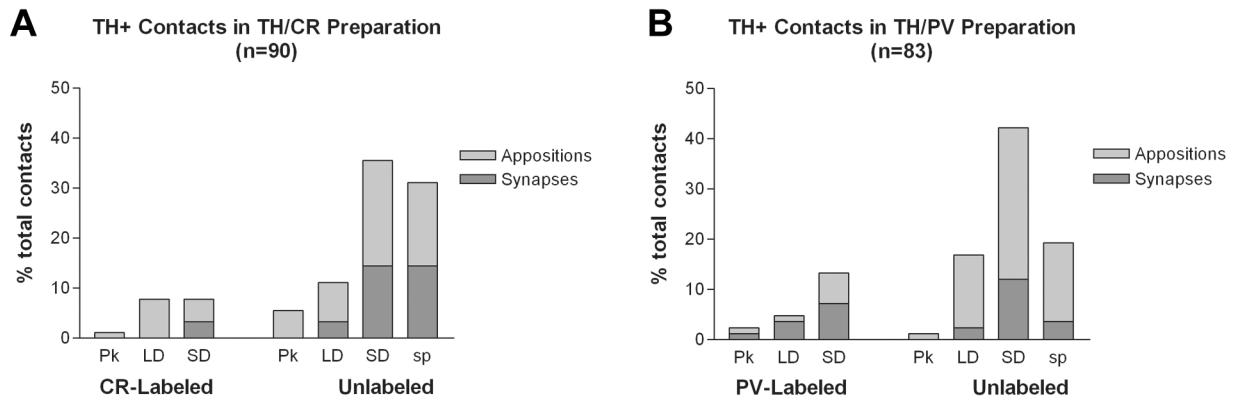 A
TH+ Contacts in TH/CR Preparation
(n=90)
% total contacts
50
40
30
20
10
0
Appositions
Synapses
Pk LD SD Pk LD SD sp
CR-Labeled Unlabeled
B
TH+ Contacts in TH/PV Preparation
(n=83)
% total contacts
50
40
30
20
10
0
Appositions
Synapses
Pk LD SD Pk LD SD sp
PV-Labeled Unlabeled